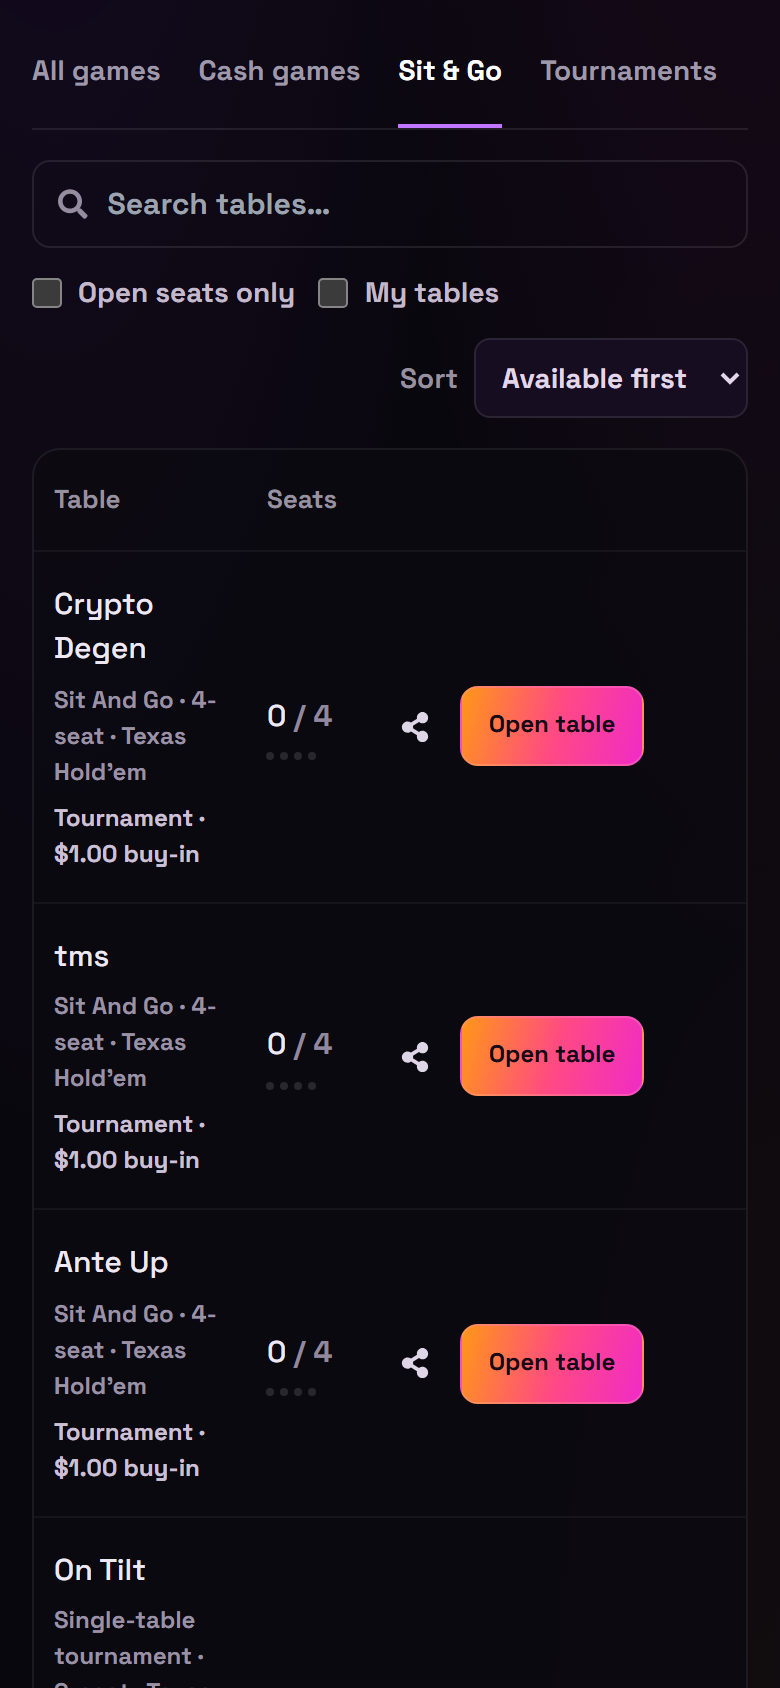 All games Cash games Sit & Go Tournaments
Search tables...
Open seats only My tables
Sort Available first
Table Seats
Crypto
Degen
Sit And Go · 4-
seat · Texas
Hold’em
Tournament ·
$1.00 buy-in
0 / 4
Open table
tms
Sit And Go · 4-
seat · Texas
Hold’em
Tournament ·
$1.00 buy-in
0 / 4
Open table
Ante Up
Sit And Go · 4-
seat · Texas
Hold’em
Tournament ·
$1.00 buy-in
0 / 4
Open table
On Tilt
Single-table
tournament ·